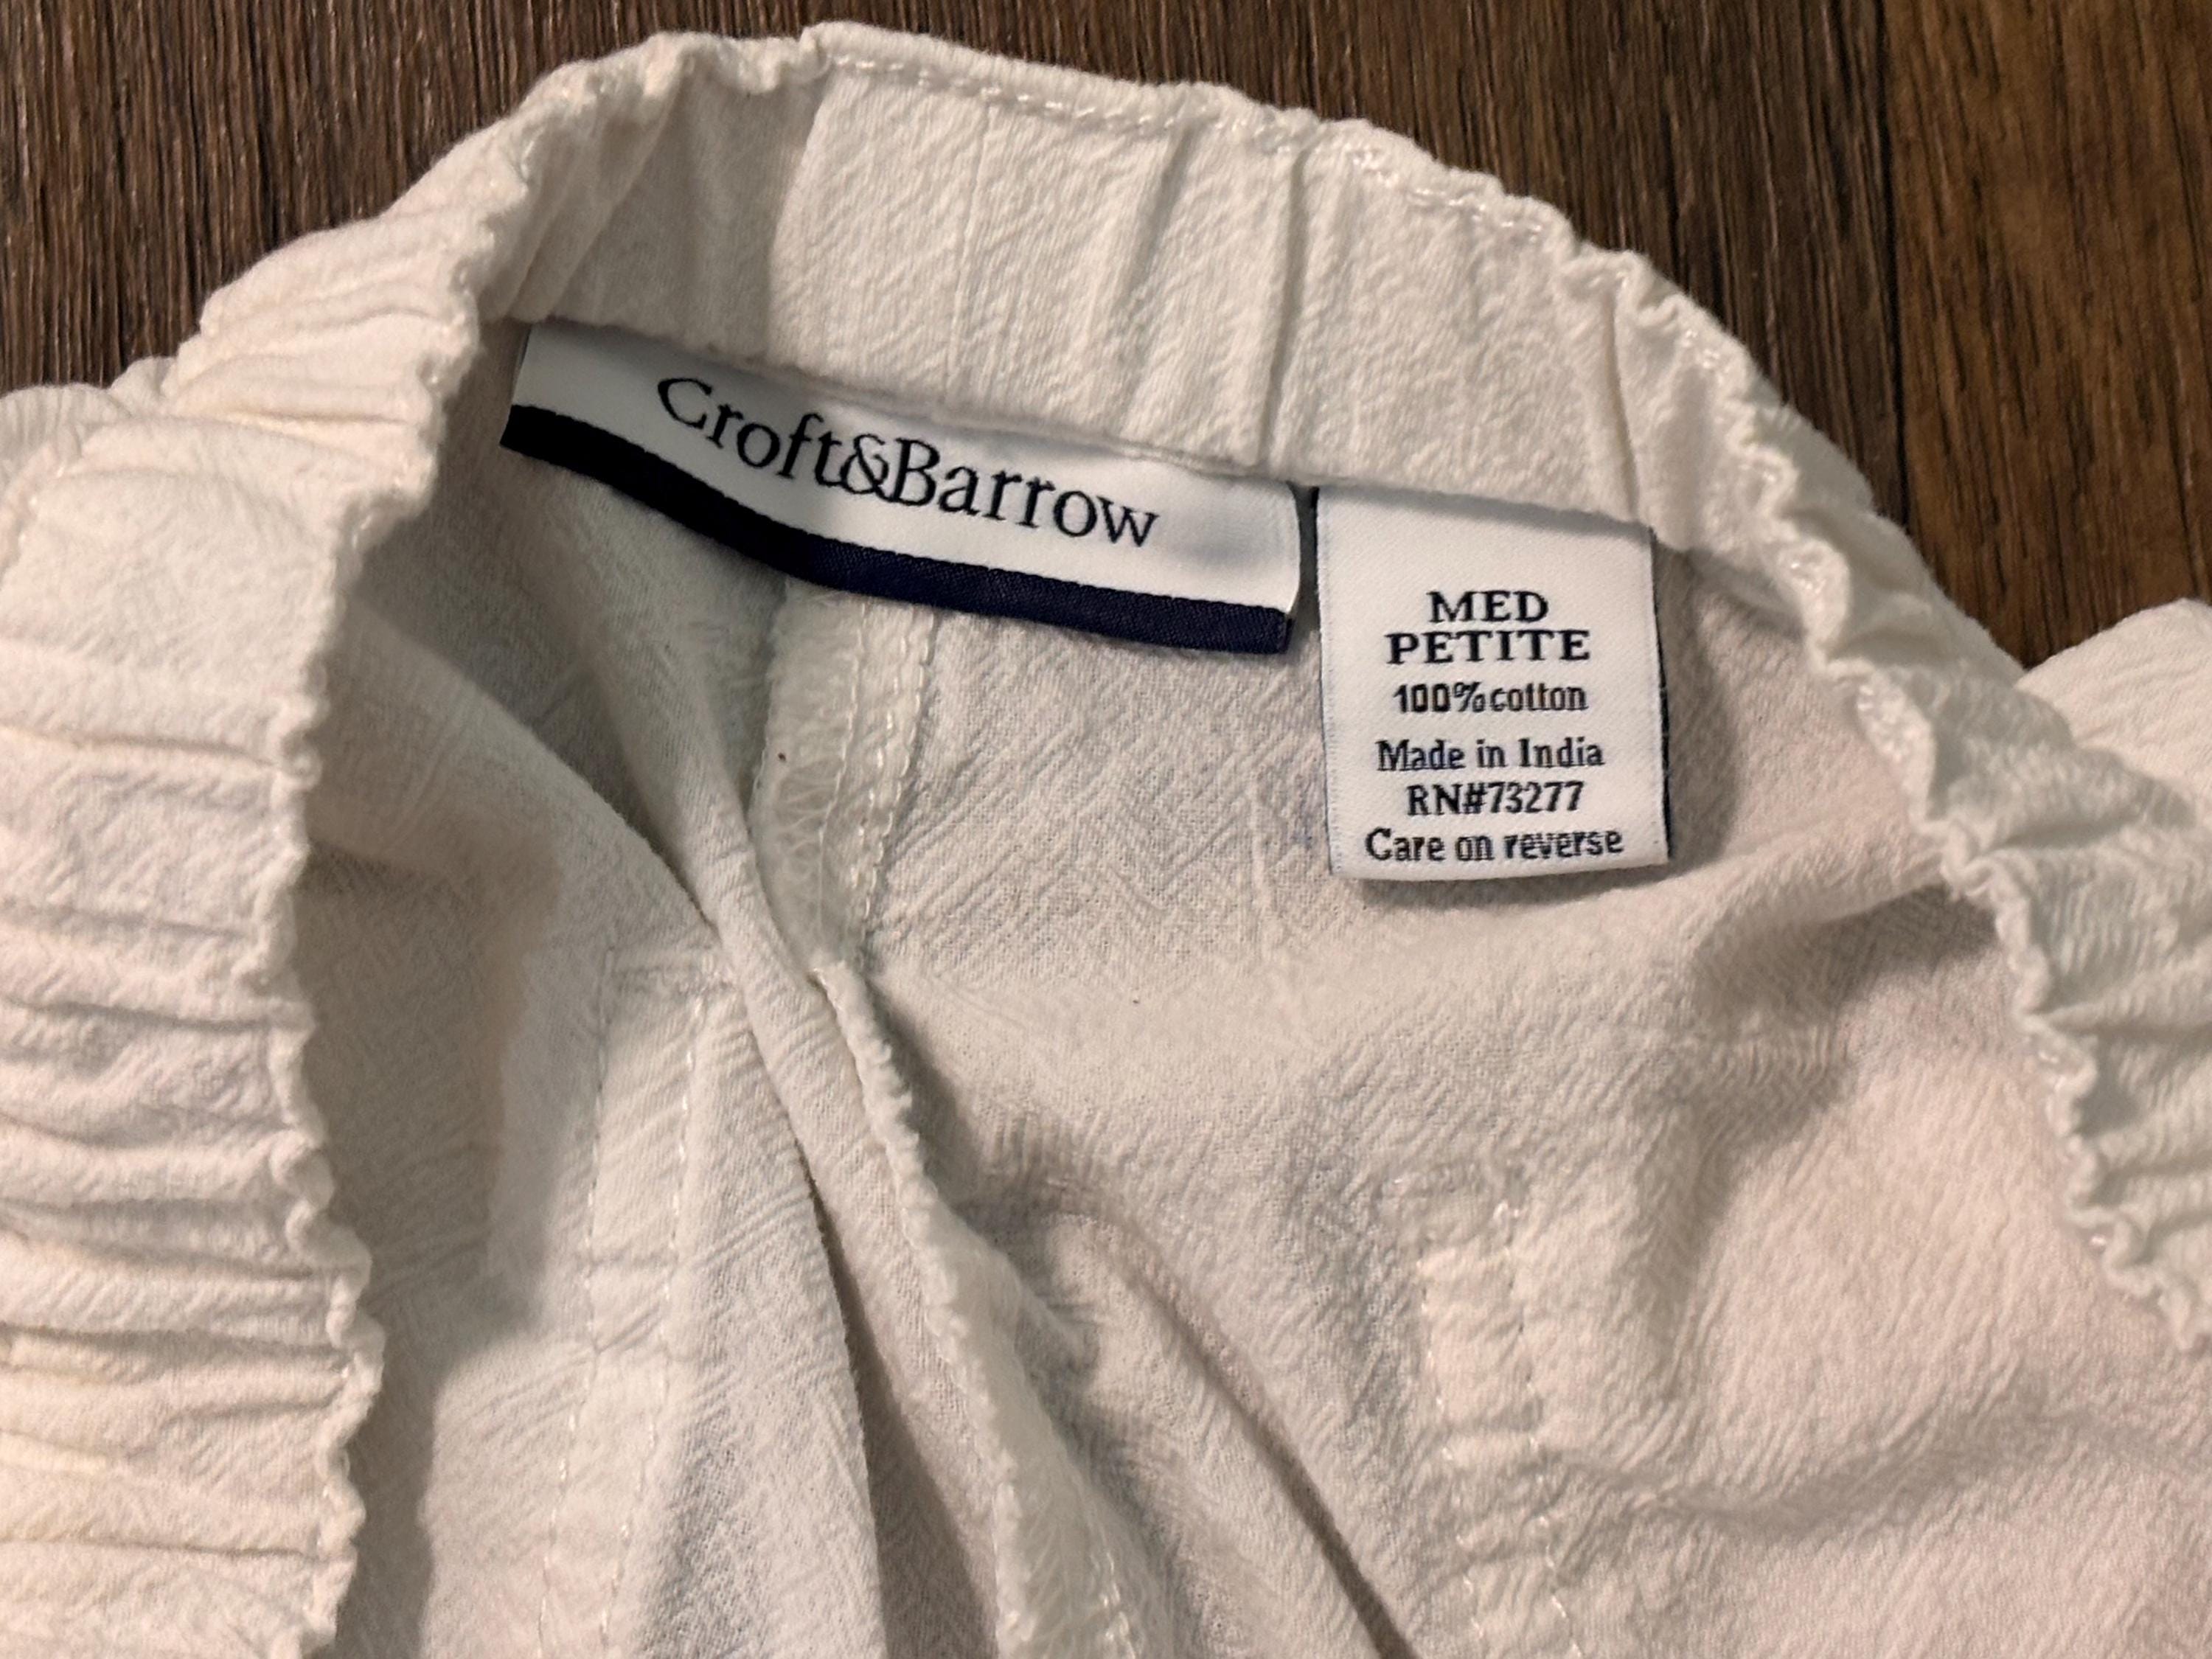 Croft&Barrow
MED
PETITE
100%cotton
Made in India
RN#73277
Care on reverse